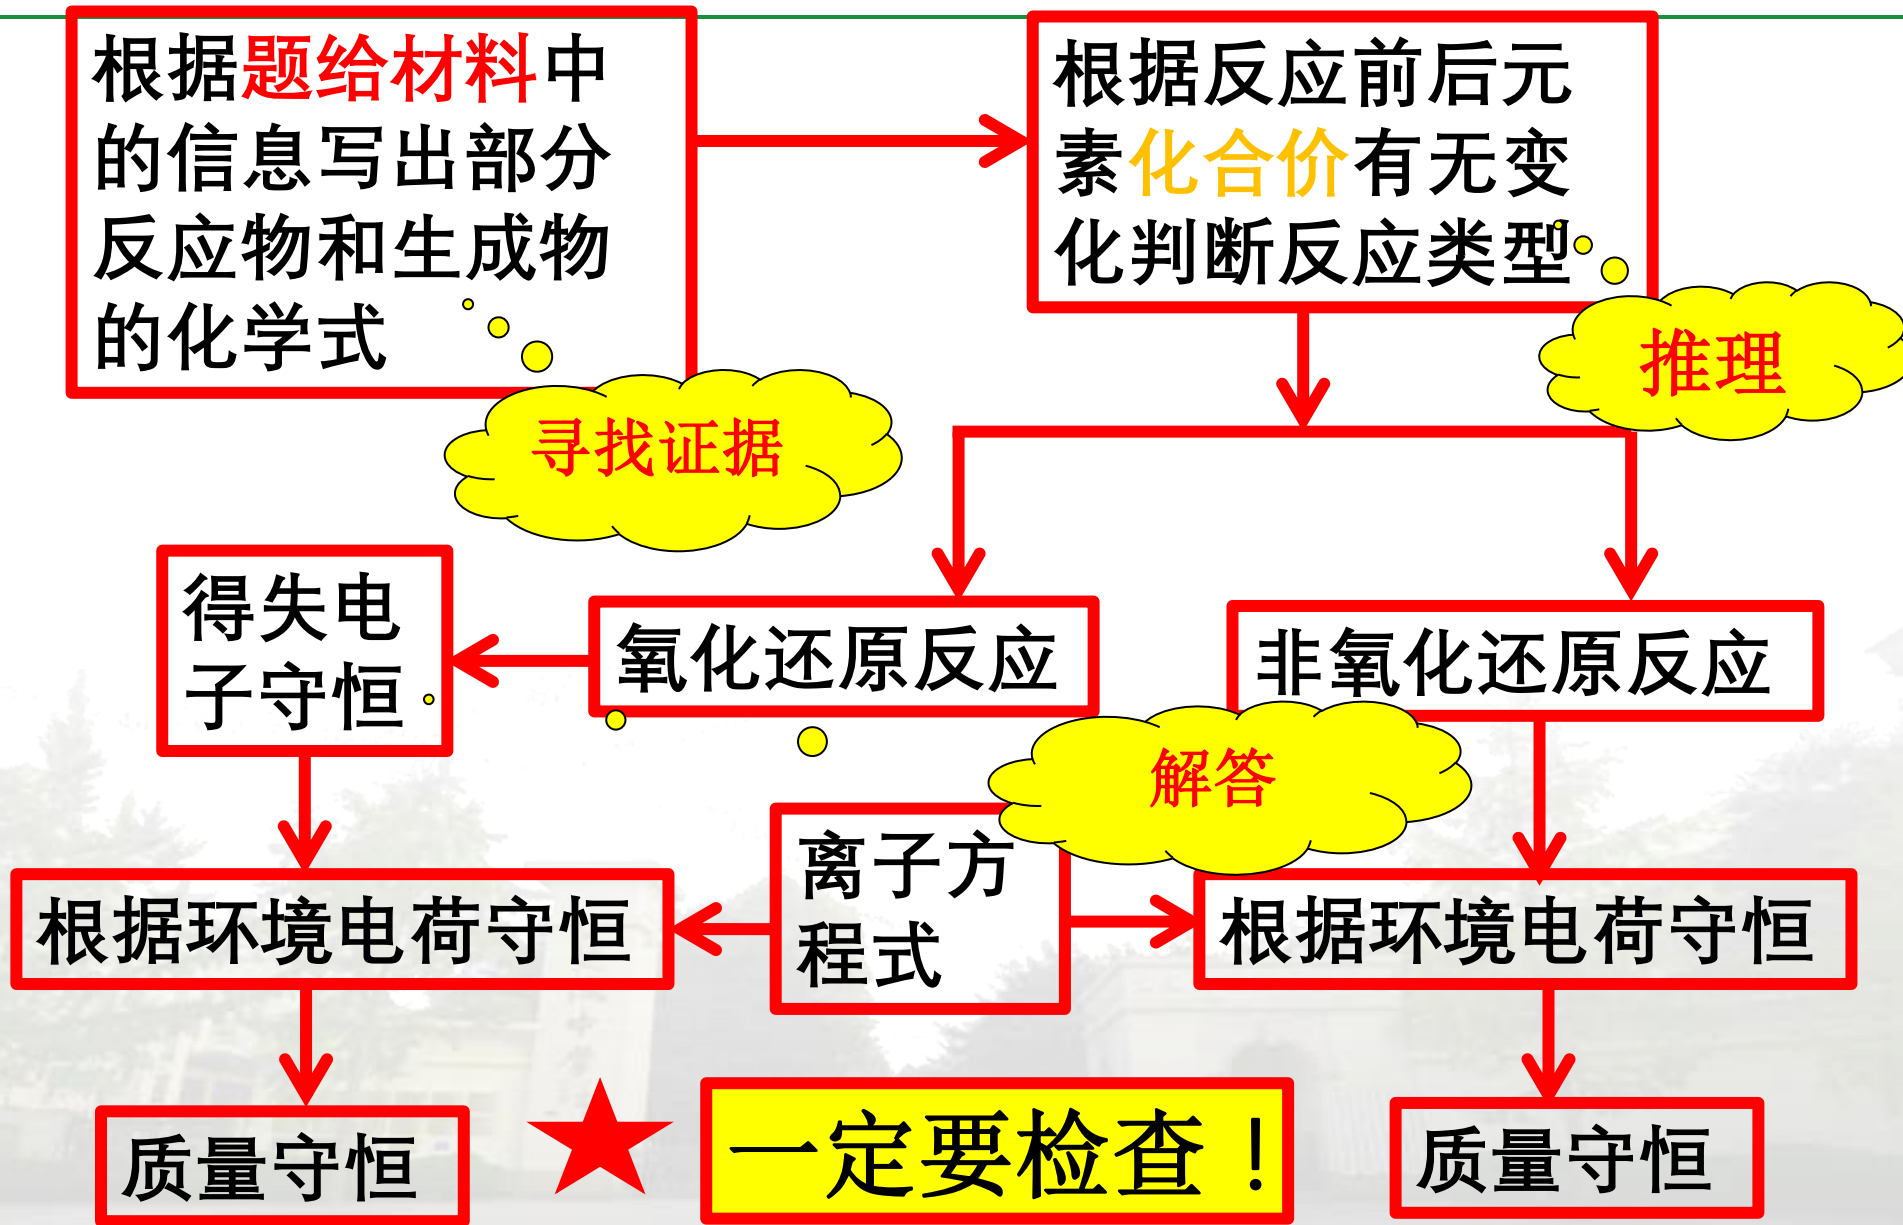 根据题给材料中
的信息写出部分
反应物和生成物
的化学式
根据反应前后元
素化合价有无变
化判断反应类型
推理
寻找证据
得失电
子守恒
氧化还原反应
非氧化还原反应
解答
离子方
程式
根据环境电荷守恒
根据环境电荷守恒
质量守恒
一定要检查！
质量守恒